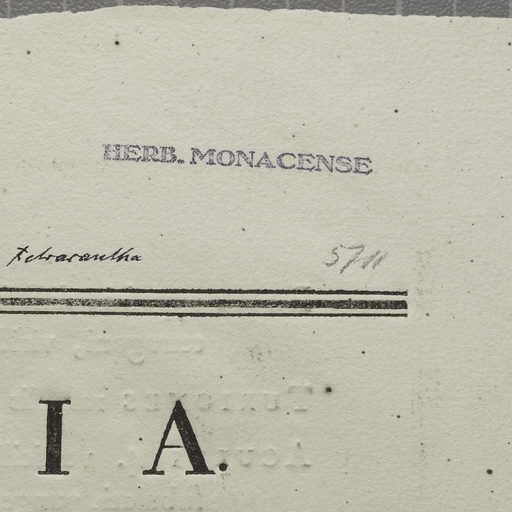 HERB. MONACENSE
tetracantha 5711
I A.